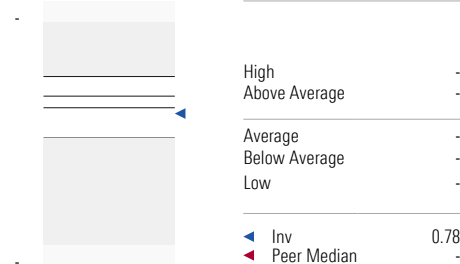 -
High -
Above Average -
Average -
Below Average -
Low -
Inv 0.78
Peer Median -
-